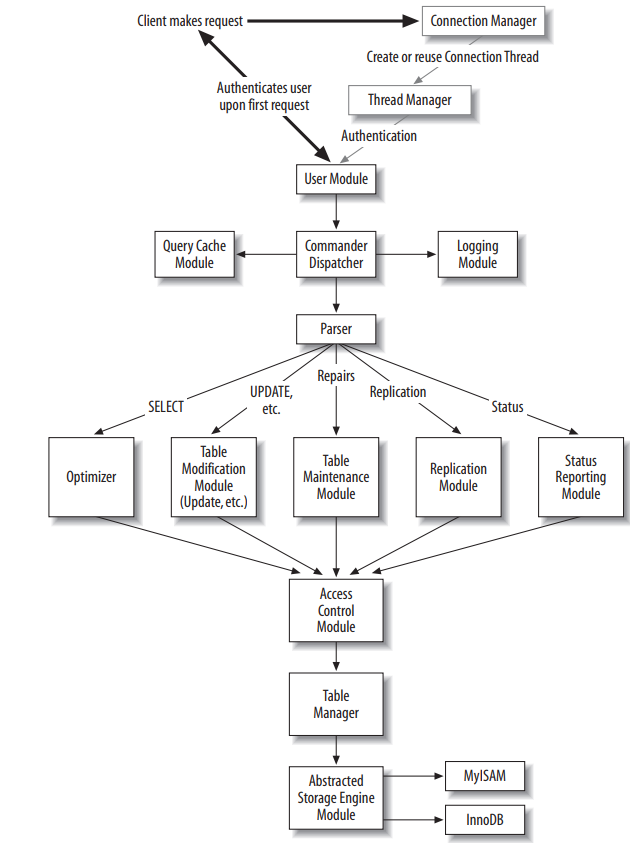 Client makes request
Connection Manager
Create or reuse Connection Thread
Authenticates user
upon first request
Thread Manager
Authentication
User Module
Query Cache
Module
Commander
Dispatcher
Logging
Module
Parser
SELECT
UPDATE,
etc.
Repairs
Replication
Status
Optimizer
Table
Modification
Module
(Update, etc.)
Table
Maintenance
Module
Replication
Module
Status
Reporting
Module
Access
Control
Module
Table
Manager
Abstracted
Storage Engine
Module
MyISAM
InnoDB